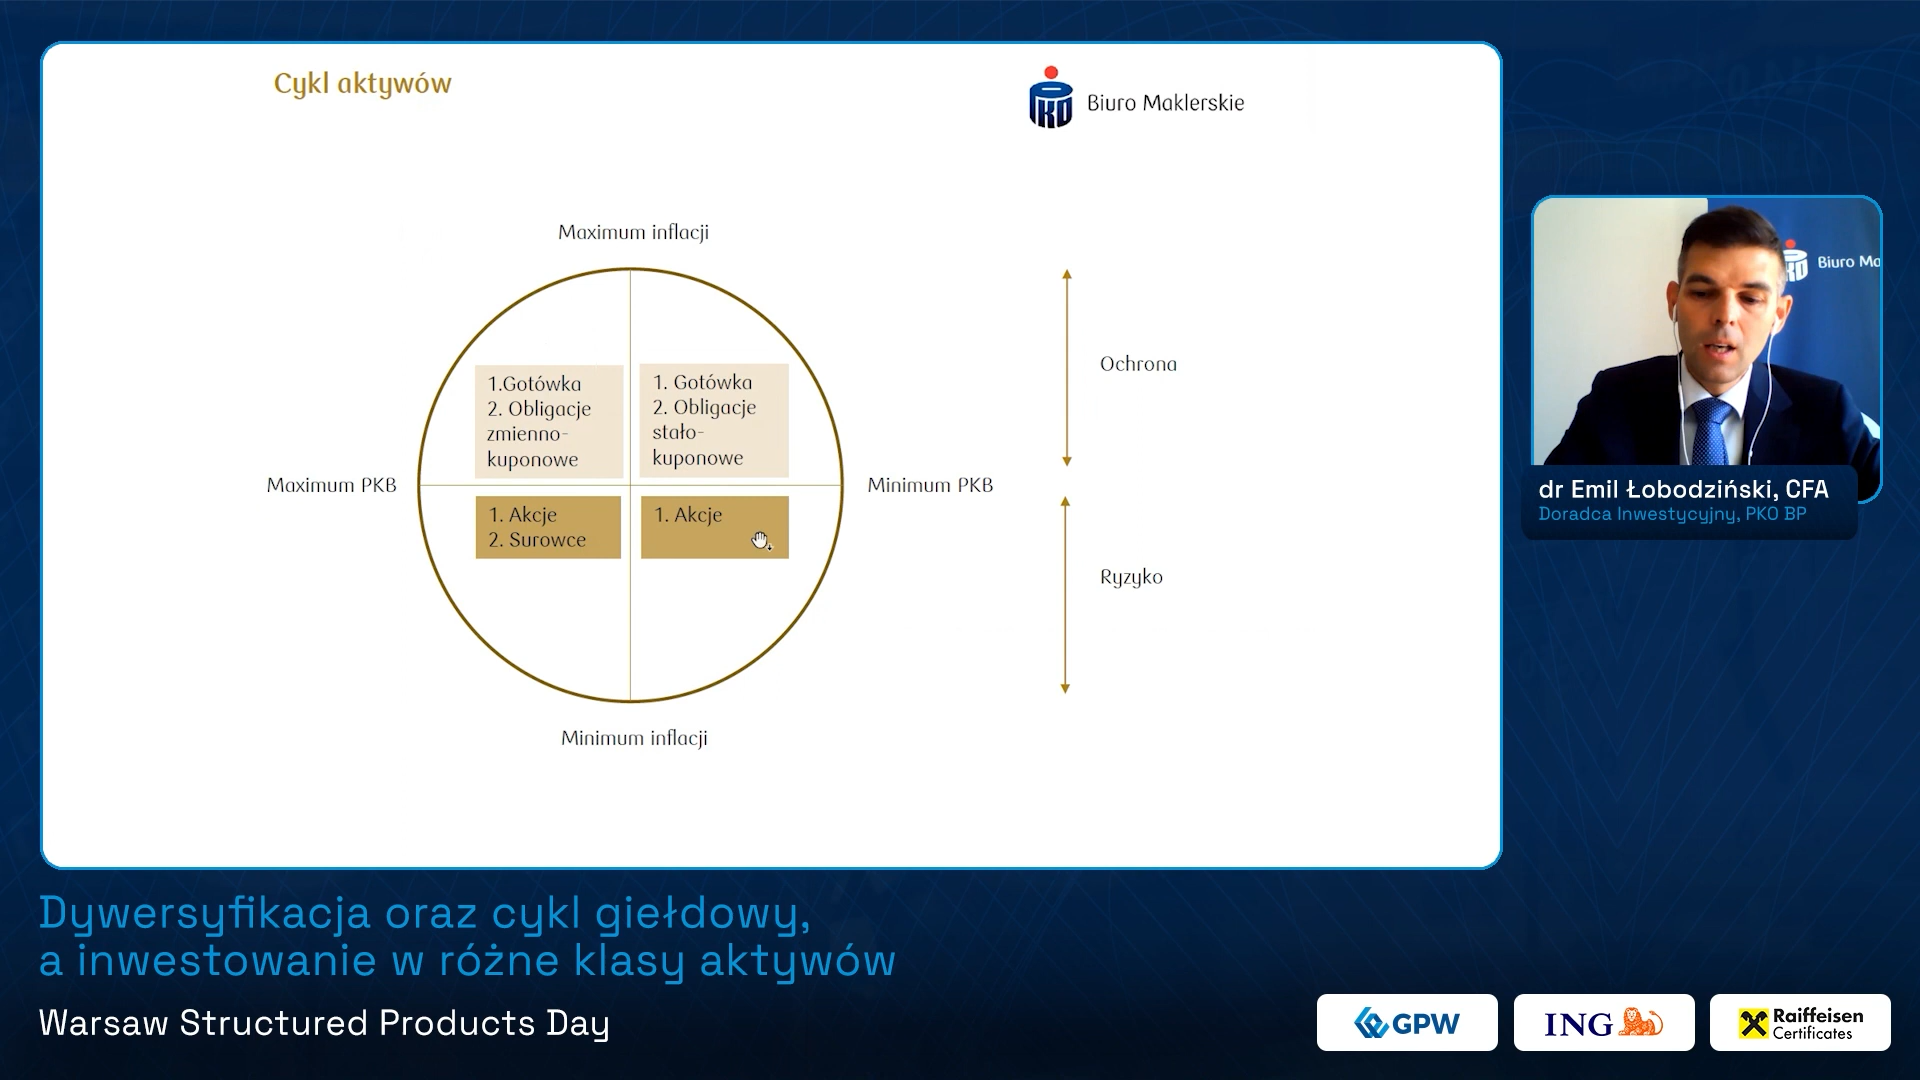 Cykl aktywów
PKO Biuro Maklerskie
Maximum inflacji
1.Gotówka
2. Obligacje
zmienno-
kuponowe
1. Gotówka
2. Obligacje
stało-
kuponowe
Ochrona
Maximum PKB
Minimum PKB
1. Akcje
2. Surowce
1. Akcje
Ryzyko
Minimum inflacji
Biuro Ma
dr Emil Łobodziński, CFA
Doradca Inwestycyjny, PKO BP
Dywersyfikacja oraz cykl giełdowy,
a inwestowanie w różne klasy aktywów
Warsaw Structured Products Day
GPW
ING
Raiffeisen
Certificates